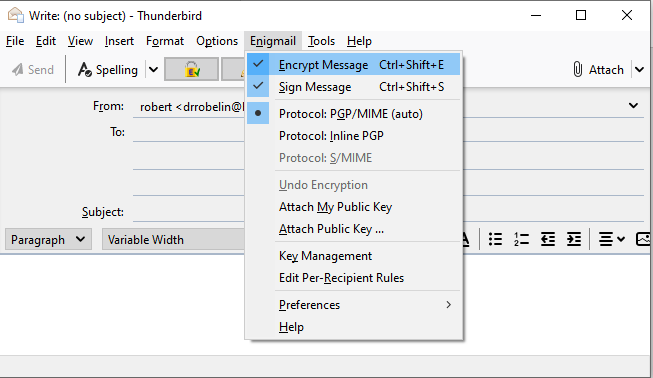 Write: (no subject) - Thunderbird
File Edit View Insert Format Options Enigmail Tools Help
Send Spelling Attach
Encrypt Message Ctrl+Shift+E
Sign Message Ctrl+Shift+S
From: robert <drrobelin@
Protocol: PGP/MIME (auto)
To:
Protocol: Inline PGP
Protocol: S/MIME
Undo Encryption
Attach My Public Key
Subject:
Attach Public Key ...
Paragraph Variable Width
Key Management
Edit Per-Recipient Rules
Preferences
Help